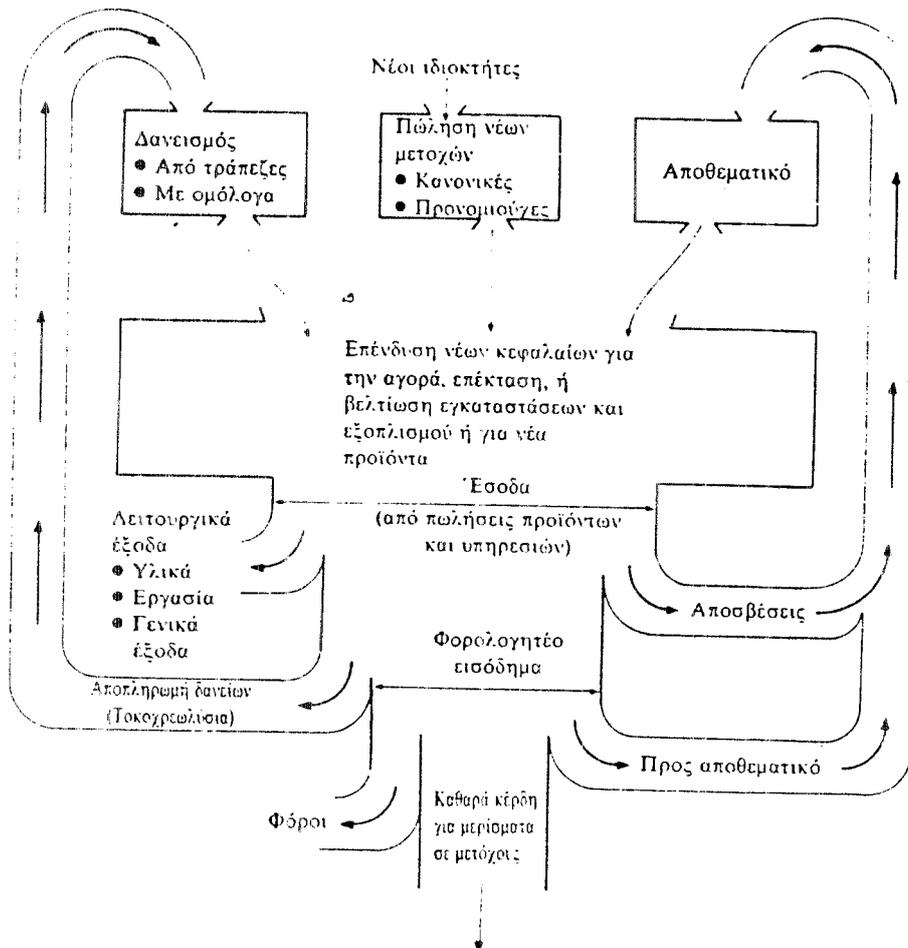 Νέοι ιδιοκτήτες
Δανεισμός
● Από τράπεζες
● Με ομόλογα
Πώληση νέων
μετοχών
● Κανονικές
● Προνομιούχες
Αποθεματικό
Επένδυση νέων κεφαλαίων για
την αγορά, επέκταση, ή
βελτίωση εγκαταστάσεων και
εξοπλισμού ή για νέα
προϊόντα
Έσοδα
(από πωλήσεις προϊόντων
και υπηρεσιών)
Λειτουργικά
έξοδα
● Υλικά
● Εργασία
● Γενικά
έξοδα
Αποσβέσεις
Φορολογητέο
εισόδημα
Αποπληρωμή δανείων
(Τοκοχρεωλύσια)
Προς αποθεματικό
Φόροι
Καθαρά κέρδη
για μερίσματα
σε μετόχους